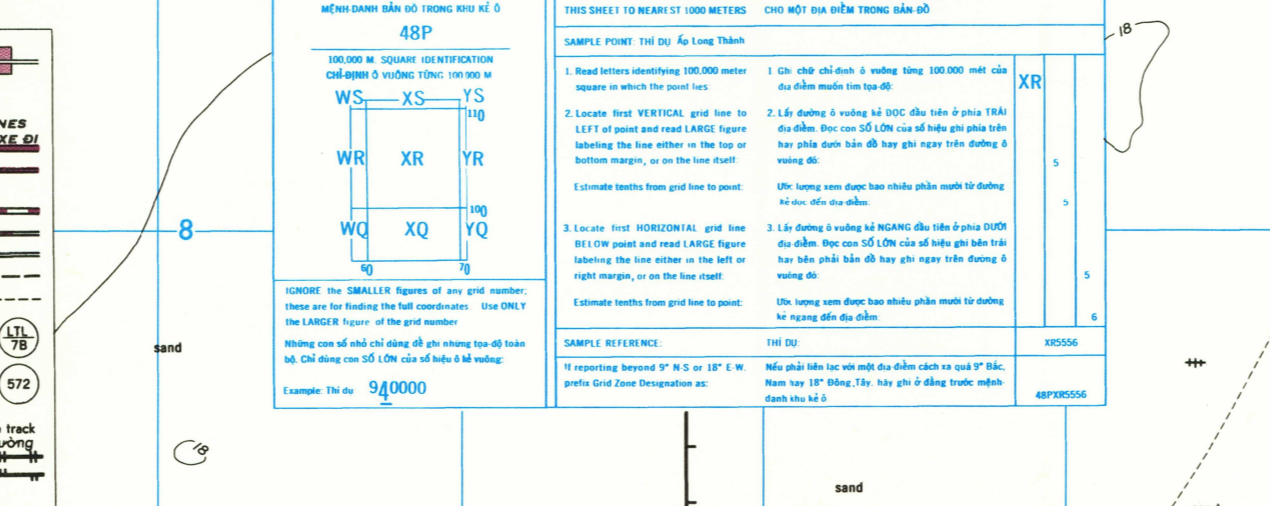 MỆNH-DANH BẢN ĐỒ TRONG KHU KẺ Ô
48P
100,000 M. SQUARE IDENTIFICATION
CHỈ-ĐỊNH Ô VUÔNG TỪNG 100 000 M
WS XS YS
110
WR XR YR
100
WQ XQ YQ
60 70
IGNORE the SMALLER figures of any grid number;
these are for finding the full coordinates Use ONLY
the LARGER figure of the grid number
Những con số nhỏ chỉ dùng để ghi những tọa-độ toàn
bộ. Chỉ dùng con SỐ LỚN của số hiệu ô kẻ vuông:
Example: Thí dụ 940000
THIS SHEET TO NEAREST 1000 METERS CHO MỘT ĐỊA ĐIỂM TRONG BẢN-ĐỒ
SAMPLE POINT: THÍ DỤ Ấp Long Thành
1. Read letters identifying 100,000 meter
square in which the point lies
1 Ghi chữ chỉ-định ô vuông từng 100.000 mét của
địa điểm muốn tìm tọa-độ:
XR
2. Locate first VERTICAL grid line to
LEFT of point and read LARGE figure
labeling the line either in the top or
bottom margin, or on the line itself:
2. Lấy đường ô vuông kẻ DỌC đầu tiên ở phía TRÁI
địa điểm. Đọc con SỐ LỚN của số hiệu ghi phía trên
hay phía dưới bản đồ hay ghi ngay trên đường ô
vuông đó:
5
Estimate tenths from grid line to point:
Ước lượng xem được bao nhiêu phần mười từ đường
kẻ dọc đến địa-điểm:
5
3. Locate first HORIZONTAL grid line
BELOW point and read LARGE figure
labeling the line either in the left or
right margin, or on the line itself:
3. Lấy đường ô vuông kẻ NGANG đầu tiên ở phía DƯỚI
địa-điểm. Đọc con SỐ LỚN của số hiệu ghi bên trái
hay bên phải bản đồ hay ghi ngay trên đường ô
vuông đó:
5
Estimate tenths from grid line to point:
Ước lượng xem được bao nhiêu phần mười từ đường
kẻ ngang đến địa điểm:
6
SAMPLE REFERENCE: THÍ DỤ: XR5556
If reporting beyond 9° N-S or 18° E-W.
prefix Grid Zone Designation as:
Nếu phải liên lạc với một địa-điểm cách xa quá 9° Bắc,
Nam hay 18° Đông,Tây. hãy ghi ở đằng trước mệnh-
danh khu kẻ ô
48PXR5556
18
NES
XE ĐI
8
LTL
7B
sand
572
track
ường
18
sand